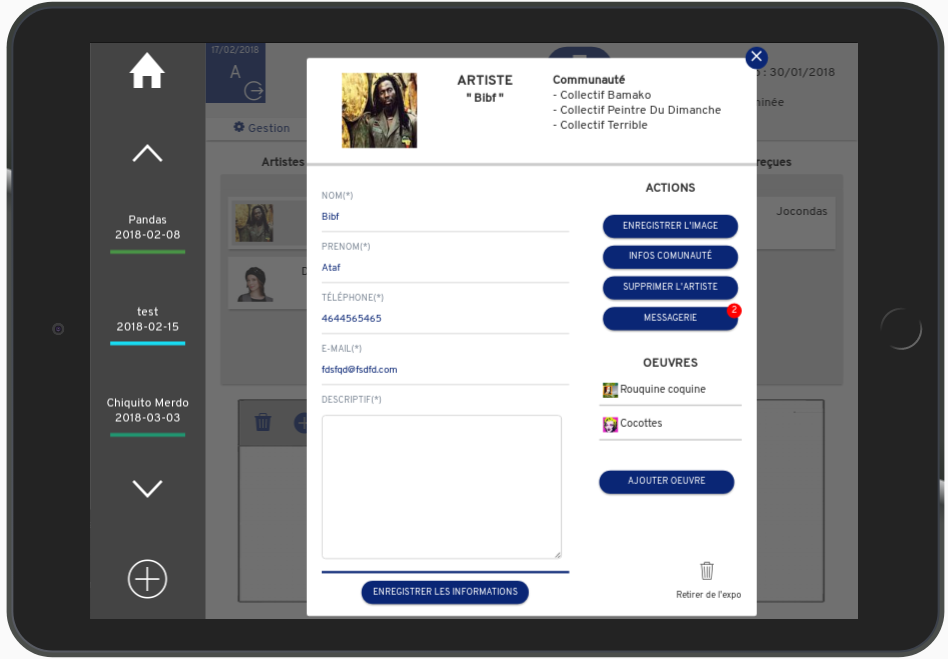 17/02/2018
A
Gestion
Artistes
Pandas
2018-02-08
test
2018-02-15
Chiquito Merdo
2018-03-03
ARTISTE
" Bibf "
Communauté
- Collectif Bamako
- Collectif Peintre Du Dimanche
- Collectif Terrible
: 30/01/2018
Jocondas
NOM(*)
Bibf
PRENOM(*)
Ataf
TÉLÉPHONE(*)
4644565465
E-MAIL(*)
fdsfqd@fsdfd.com
DESCRIPTIF(*)
ENREGISTRER LES INFORMATIONS
ACTIONS
ENREGISTRER L'IMAGE
INFOS COMUNAUTÉ
SUPPRIMER L'ARTISTE
MESSAGERIE
2
OEUVRES
Rouquine coquine
Cocottes
AJOUTER OEUVRE
Retirer de l'expo